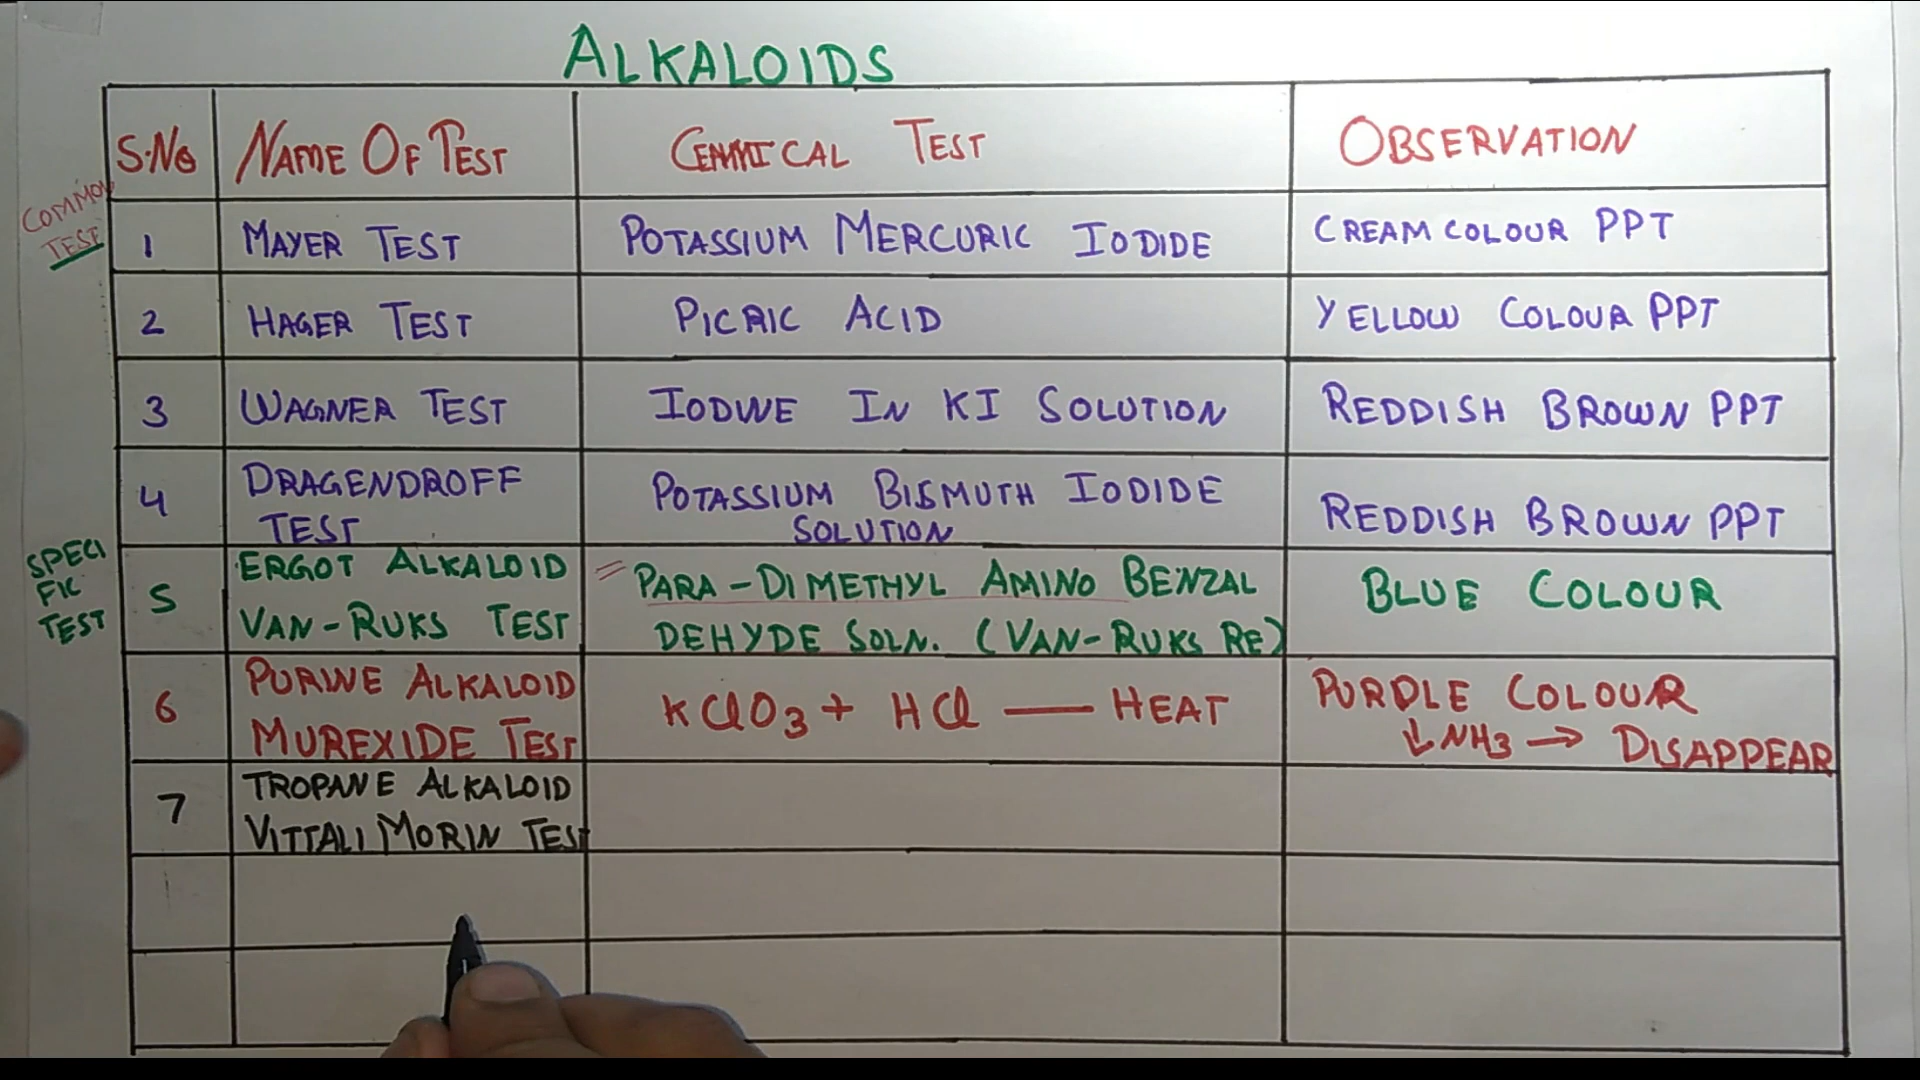 ALKALOIDS
S.NO NAME OF TEST CEMMICAL TEST OBSERVATION
COMMON
TEST
1 MAYER TEST POTASSIUM MERCURIC IODIDE CREAM COLOUR PPT
2 HAGER TEST PICRIC ACID YELLOW COLOUR PPT
3 WAGNER TEST IODINE IN KI SOLUTION REDDISH BROWN PPT
4 DRAGENDROFF TEST POTASSIUM BISMUTH IODIDE SOLUTION REDDISH BROWN PPT
SPECI
FIC
TEST
5 ERGOT ALKALOID PARA-DIMETHYL AMINO BENZAL BLUE COLOUR
VAN-RUKS TEST DEHYDE SOLN. (VAN-RUKS RE)
6 PURINE ALKALOID KClO3 + HCl — HEAT PURPLE COLOUR
MUREXIDE TEST ↓NH3 → DISAPPEAR
7 TROPANE ALKALOID
VITTALI MORIN TEST